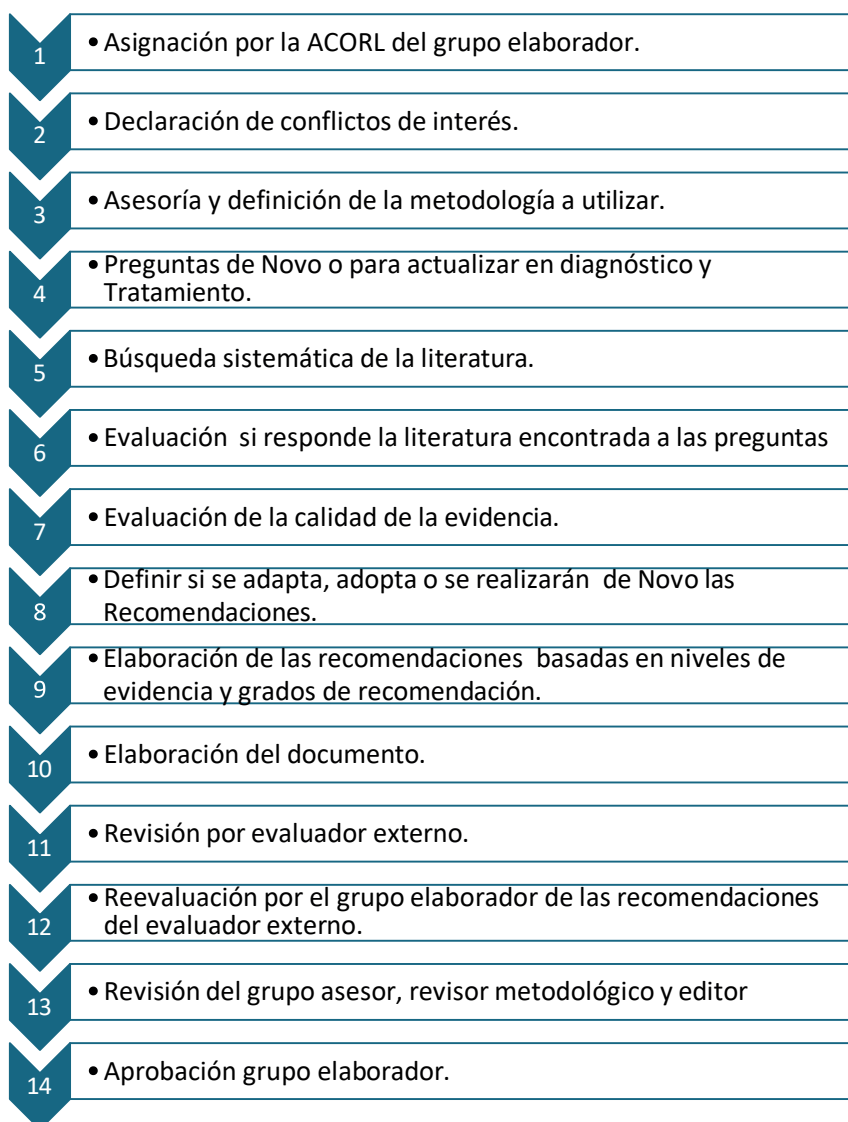 1
• Asignación por la ACORL del grupo elaborador.
2
• Declaración de conflictos de interés.
3
• Asesoría y definición de la metodología a utilizar.
4
• Preguntas de Novo o para actualizar en diagnóstico y
Tratamiento.
5
• Búsqueda sistemática de la literatura.
6
• Evaluación si responde la literatura encontrada a las preguntas
7
• Evaluación de la calidad de la evidencia.
8
• Definir si se adapta, adopta o se realizarán de Novo las
Recomendaciones.
9
• Elaboración de las recomendaciones basadas en niveles de
evidencia y grados de recomendación.
10
• Elaboración del documento.
11
• Revisión por evaluador externo.
12
• Reevaluación por el grupo elaborador de las recomendaciones
del evaluador externo.
13
• Revisión del grupo asesor, revisor metodológico y editor
14
• Aprobación grupo elaborador.